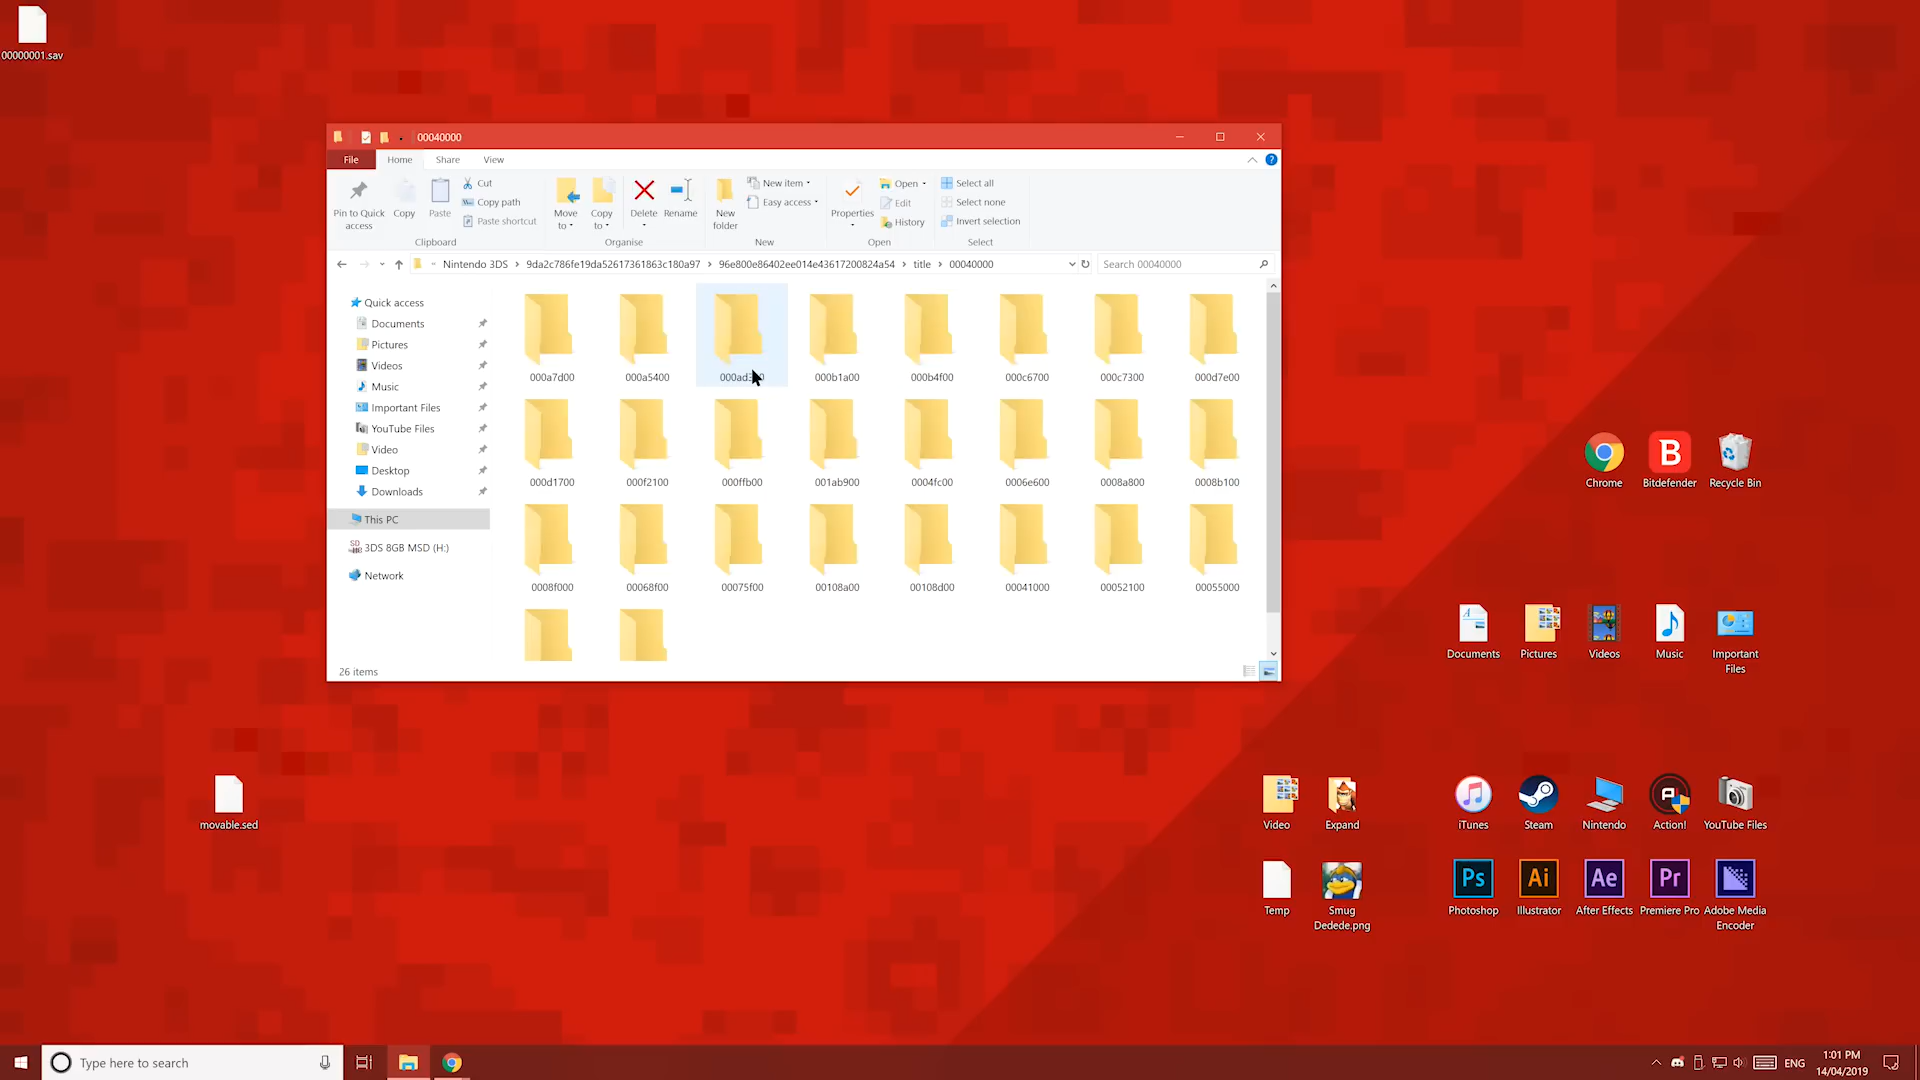 00000001.sav
00040000
File Home Share View
Pin to Quick access
Copy
Paste
Cut
Copy path
Paste shortcut
Clipboard
Move to
Copy to
Delete
Rename
Organise
New folder
New item
Easy access
New
Properties
Open
Edit
History
Open
Select all
Select none
Invert selection
Select
Nintendo 3DS > 9da2c786fe19da52617361863c180a97 > 96e800e86402ee014e43617200824a54 > title > 00040000
Search 00040000
Quick access
Documents
Pictures
Videos
Music
Important Files
YouTube Files
Video
Desktop
Downloads
This PC
3DS 8GB MSD (H:)
Network
000a7d00 000a5400 000b1a00 000b4f00 000c6700 000c7300 000d7e00
000d1700 000f2100 000ffb00 001ab900 0004fc00 0006e600 0008a800 0008b100
0008f000 00068f00 00075f00 00108a00 00108d00 00041000 00052100 00055000
26 items
movable.sed
Chrome
Bitdefender
Recycle Bin
Documents
Pictures
Videos
Music
Important Files
Video
Expand
iTunes
Steam
Nintendo
Action!
YouTube Files
Temp
Smug Dedede.png
Ps
Photoshop
Ai
Illustrator
Ae
After Effects
Pr
Premiere Pro
Adobe Media Encoder
Type here to search
ENG
1:01 PM
14/04/2019